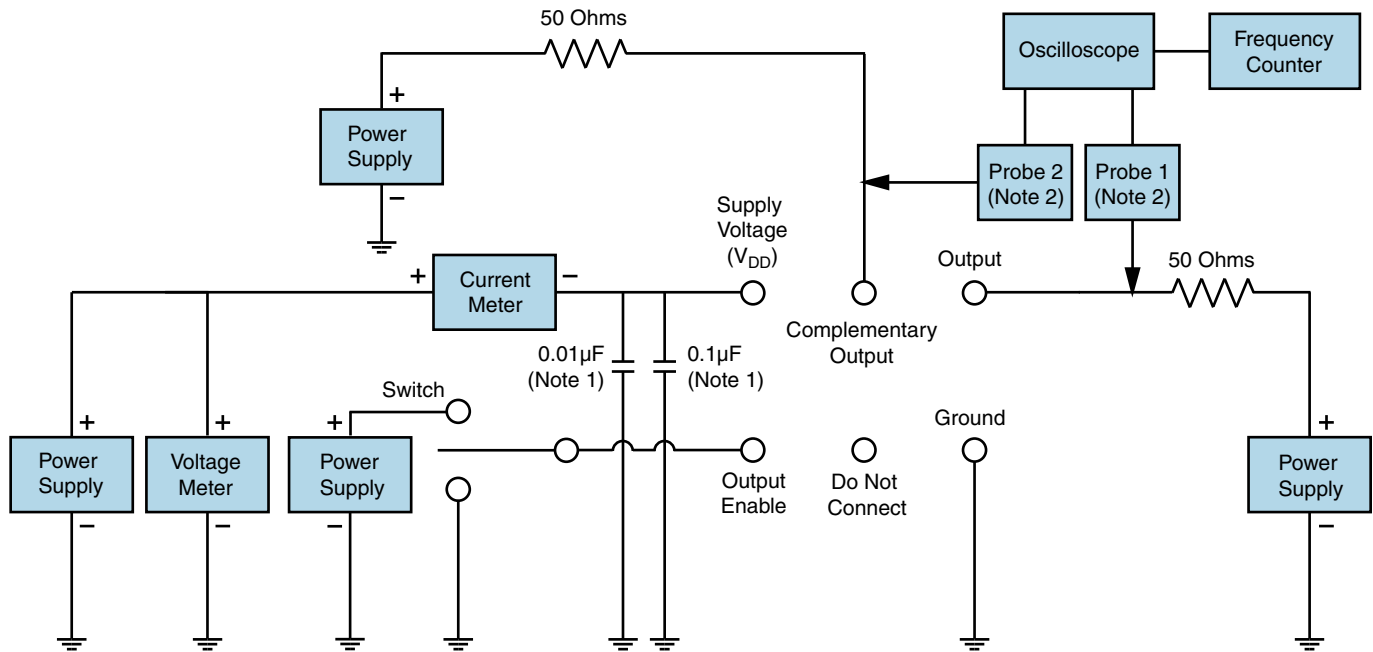 50 Ohms
Oscilloscope
Frequency
Counter
+
Power
Supply
−
Probe 2
(Note 2)
Probe 1
(Note 2)
Supply
Voltage
(VDD)
Output
50 Ohms
+
Current
Meter
−
Complementary
Output
0.01µF
(Note 1)
0.1µF
(Note 1)
Switch
+
Power
Supply
−
+
Voltage
Meter
−
+
Power
Supply
−
Output
Enable
Do Not
Connect
Ground
+
Power
Supply
−